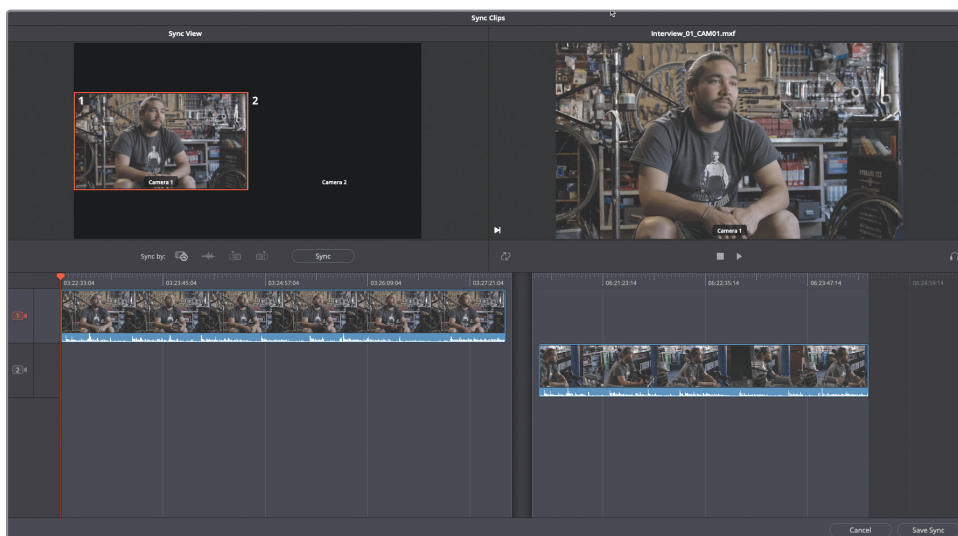 Sync Clips
Sync View
Interview_01_CAM01.mxf
1
2
Camera 1
Camera 2
Camera 1
Sync by:
Sync
03:22:33:04
03:23:45:04
03:24:57:04
03:26:09:04
03:27:21:04
06:21:23:14
06:22:35:14
06:23:47:14
06:24:59:14
1
2
Cancel
Save Sync